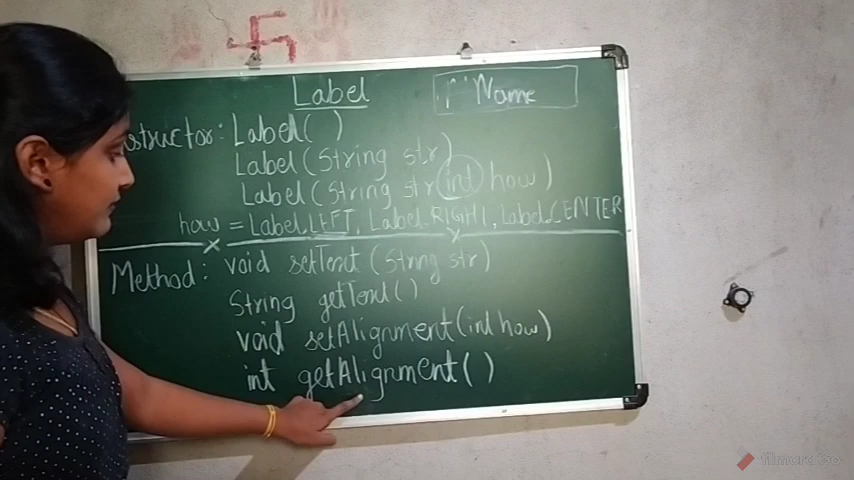 Label
"Name
structor: Label( )
Label(String str)
Label(String str int how)
how = Label.LEFT, Label.RIGHT, Label.CENTER
Method: void setText (String str)
String getText()
void setAlignment(int how)
int getAlignment( )
filmora go